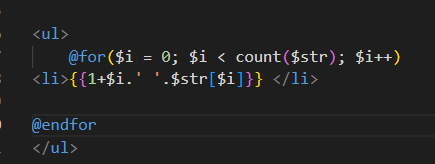 <ul>
@for($i = 0; $i < count($str); $i++)
<li>{{1+$i.' '.$str[$i]}} </li>
@endfor
</ul>